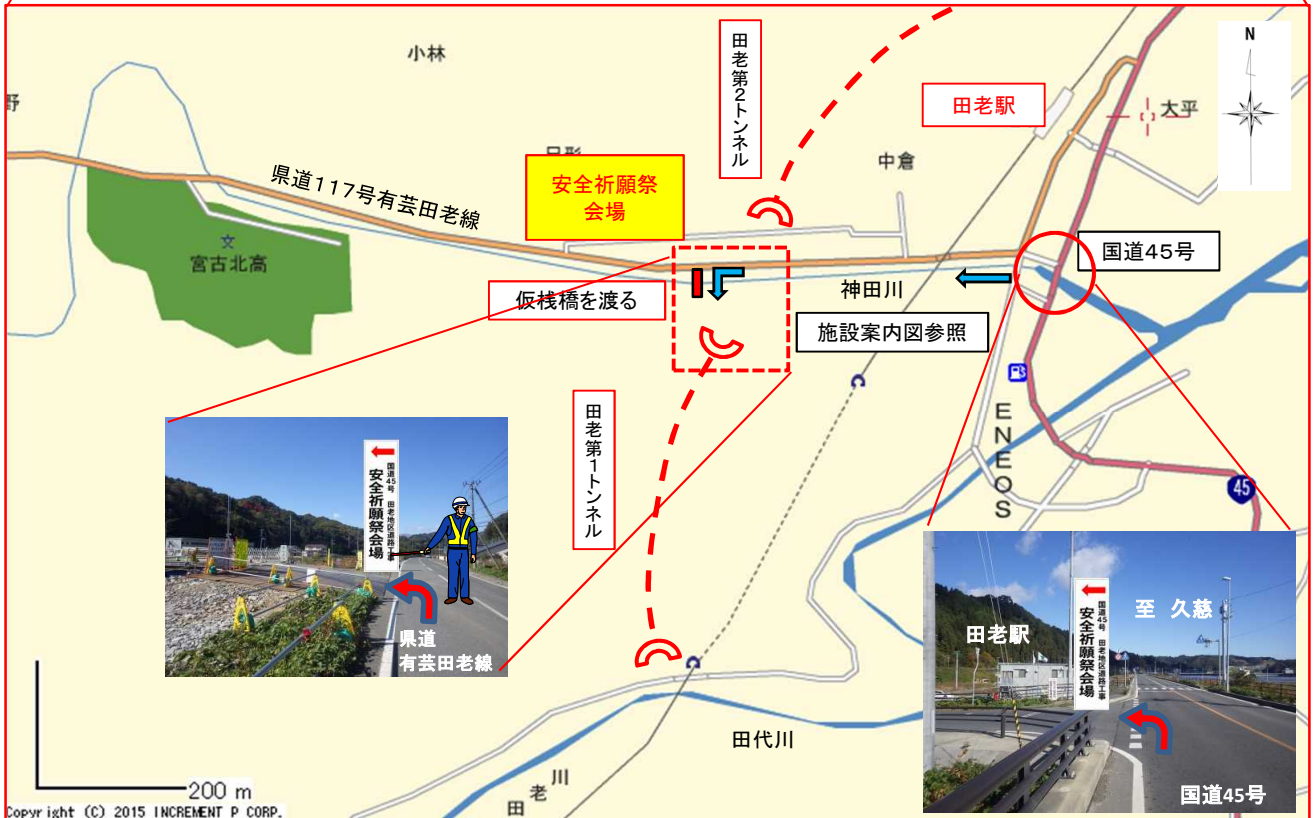 小林
野
田老第2トンネル
N
田老駅
大平
中倉
安全祈願祭
会場
県道117号有芸田老線
文
宮古北高
国道45号
仮桟橋を渡る
神田川
施設案内図参照
田老第1トンネル
ENEOS
45
国道45号 田老地区道路工事
安全祈願祭会場
県道
有芸田老線
田老駅
国道45号 田老地区道路工事
安全祈願祭会場
至 久慈
国道45号
田代川
田老川
200 m
Copyright (C) 2015 INCREMENT P CORP.